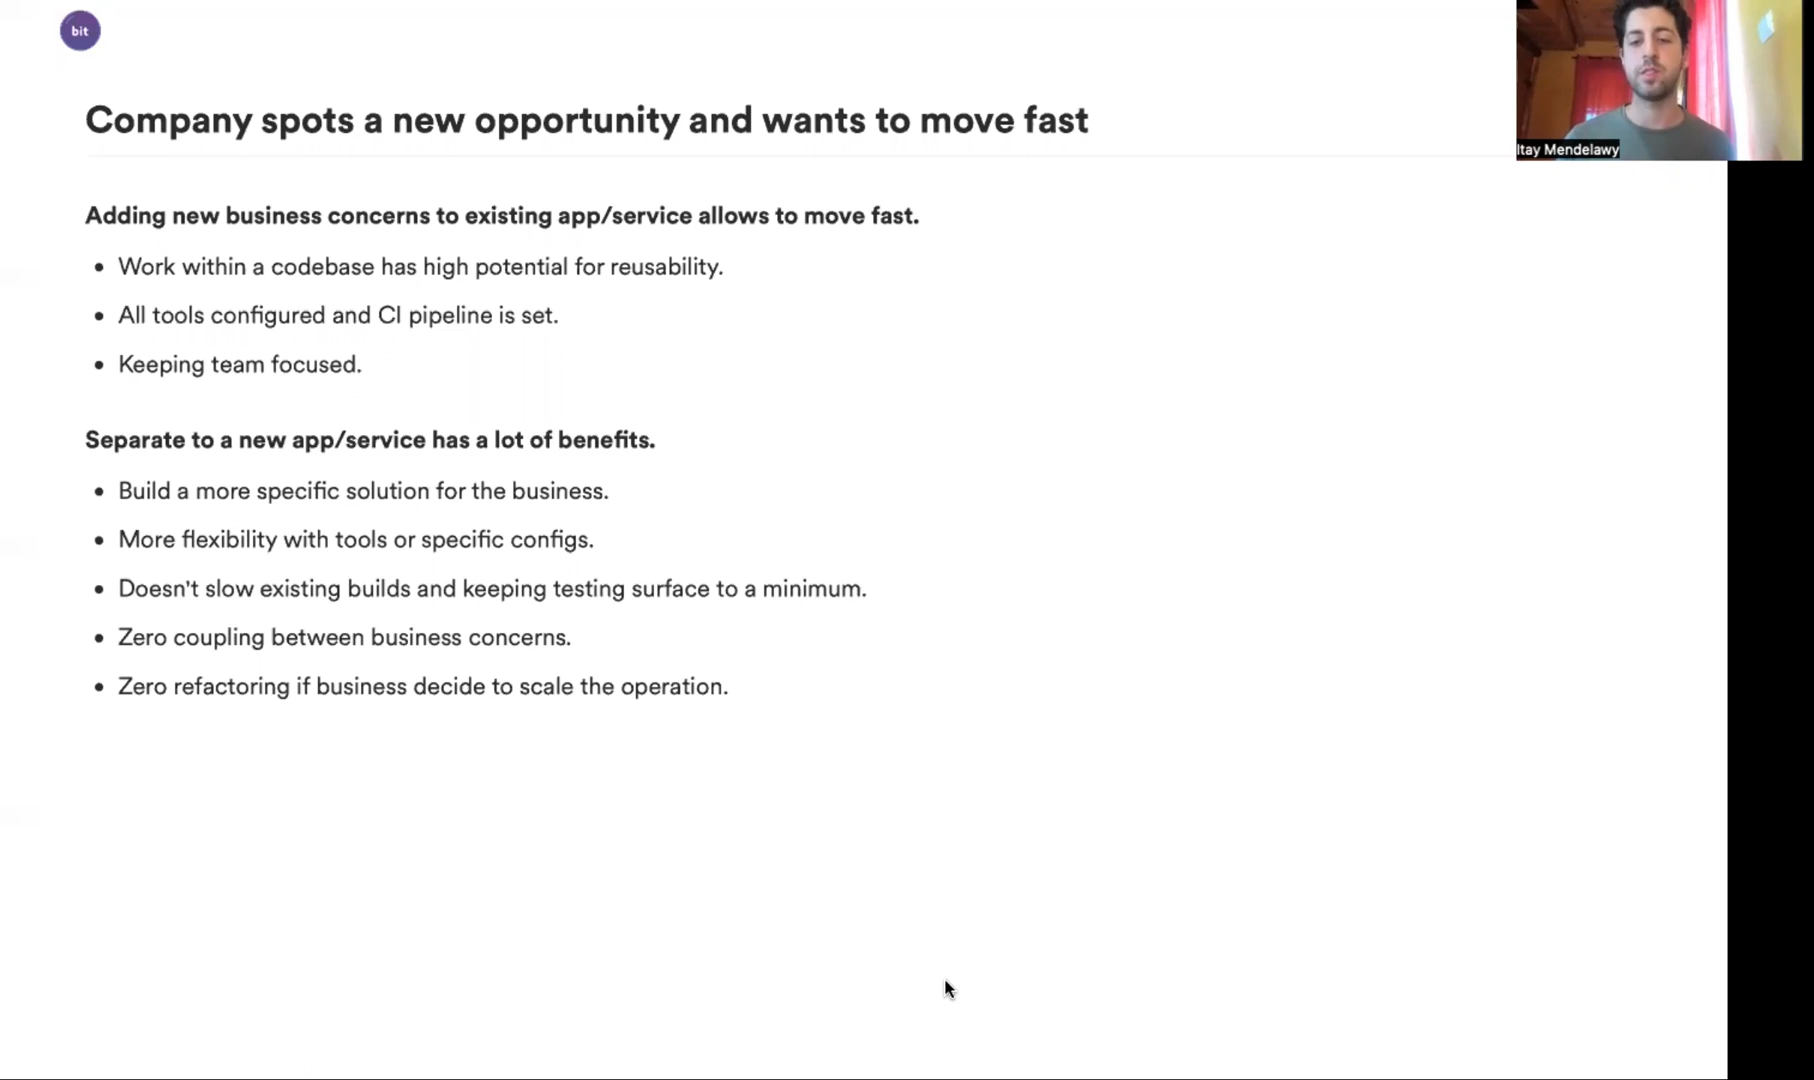 bit
Company spots a new opportunity and wants to move fast
Itay Mendelawy
Adding new business concerns to existing app/service allows to move fast.
• Work within a codebase has high potential for reusability.
• All tools configured and CI pipeline is set.
• Keeping team focused.
Separate to a new app/service has a lot of benefits.
• Build a more specific solution for the business.
• More flexibility with tools or specific configs.
• Doesn't slow existing builds and keeping testing surface to a minimum.
• Zero coupling between business concerns.
• Zero refactoring if business decide to scale the operation.